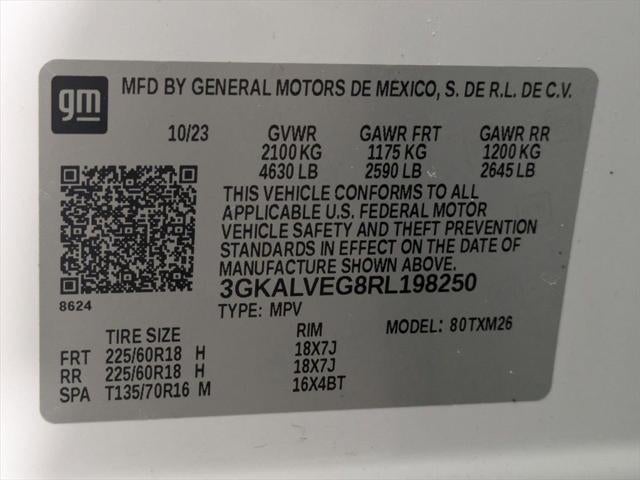 gm
MFD BY GENERAL MOTORS DE MEXICO, S. DE R.L. DE C.V.
10/23 GVWR GAWR FRT GAWR RR
2100 KG 1175 KG 1200 KG
4630 LB 2590 LB 2645 LB
THIS VEHICLE CONFORMS TO ALL
APPLICABLE U.S. FEDERAL MOTOR
VEHICLE SAFETY AND THEFT PREVENTION
STANDARDS IN EFFECT ON THE DATE OF
MANUFACTURE SHOWN ABOVE.
8624
3GKALVEG8RL198250
TYPE: MPV
MODEL: 80TXM26
TIRE SIZE RIM
FRT 225/60R18 H 18X7J
RR 225/60R18 H 18X7J
SPA T135/70R16 M 16X4BT